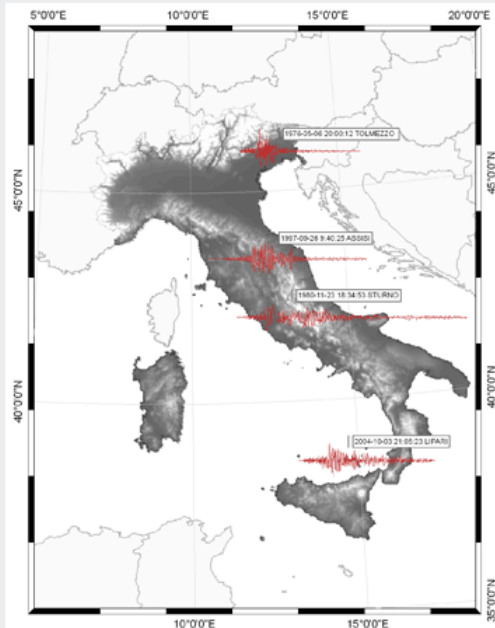 5°0'0"E
10°0'0"E
15°0'0"E
20°0'0"E
1976-05-06 20:00:12 TOLMEZZO
45°0'0"N
45°0'0"N
1997-09-26 9:40:25 ASSISI
1980-11-23 18:34:53 STURNO
40°0'0"N
40°0'0"N
2004-10-03 21:05:23 LIPARI
35°0'0"N
10°0'0"E
15°0'0"E